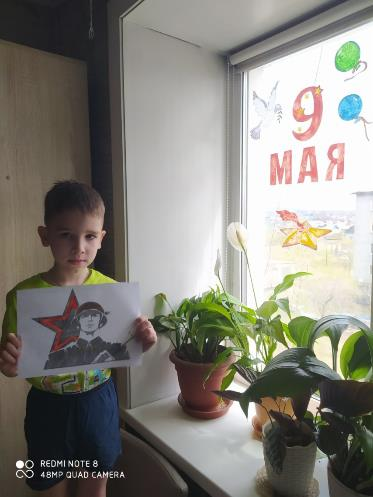 9
МАЯ
REDMI NOTE 8
48MP QUAD CAMERA